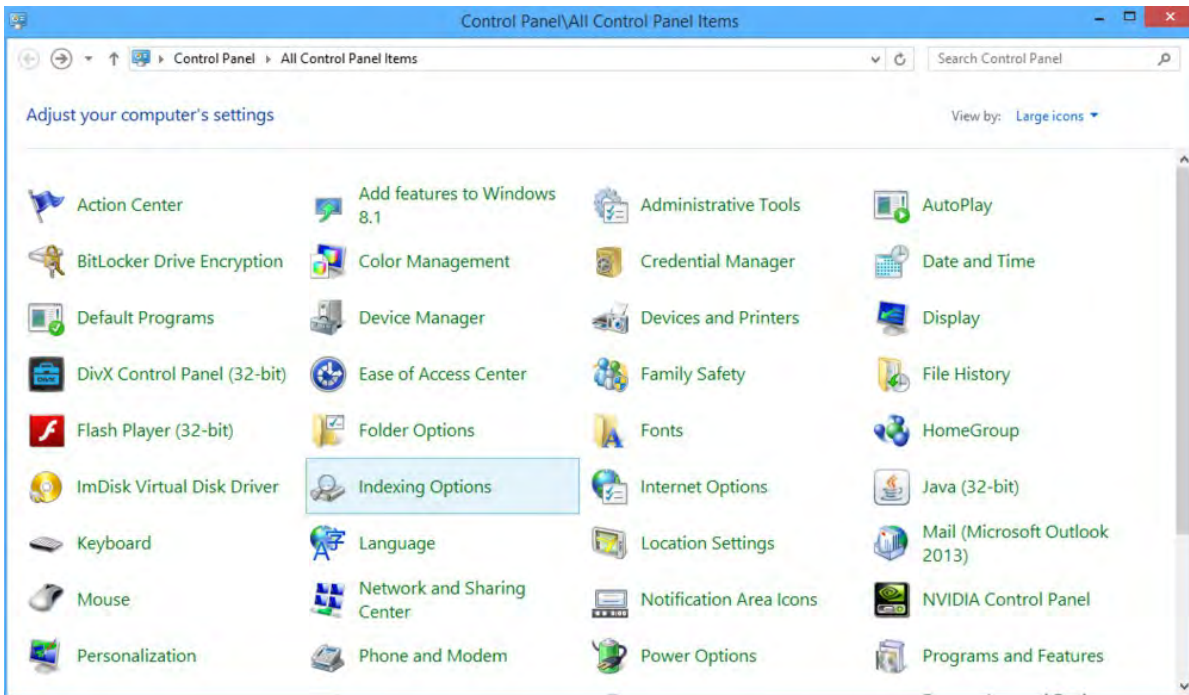 Control Panel\All Control Panel Items
Control Panel ▸ All Control Panel Items
Search Control Panel
Adjust your computer's settings
View by: Large icons
Action Center
Add features to Windows
8.1
Administrative Tools
AutoPlay
BitLocker Drive Encryption
Color Management
Credential Manager
Date and Time
Default Programs
Device Manager
Devices and Printers
Display
DivX Control Panel (32-bit)
Ease of Access Center
Family Safety
File History
Flash Player (32-bit)
Folder Options
Fonts
HomeGroup
ImDisk Virtual Disk Driver
Indexing Options
Internet Options
Java (32-bit)
Keyboard
Language
Location Settings
Mail (Microsoft Outlook
2013)
Mouse
Network and Sharing
Center
Notification Area Icons
NVIDIA Control Panel
Personalization
Phone and Modem
Power Options
Programs and Features